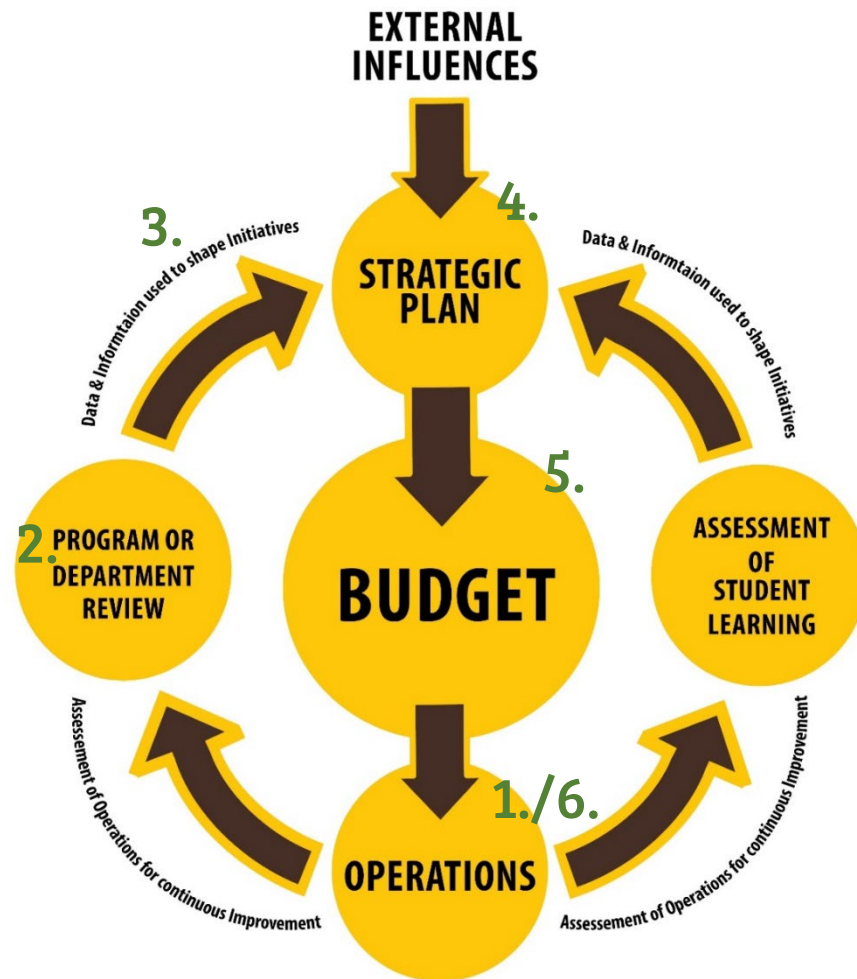 EXTERNAL
INFLUENCES
4.
3.
Data & Informtaion used to shape Initiatives
Data & Informtaion used to shape Initiatives
STRATEGIC
PLAN
5.
2.
PROGRAM OR
DEPARTMENT
REVIEW
BUDGET
ASSESSMENT
OF
STUDENT
LEARNING
1./6.
OPERATIONS
Assessement of Operations for continuous Improvement
Assessment of Operations for continuous Improvement